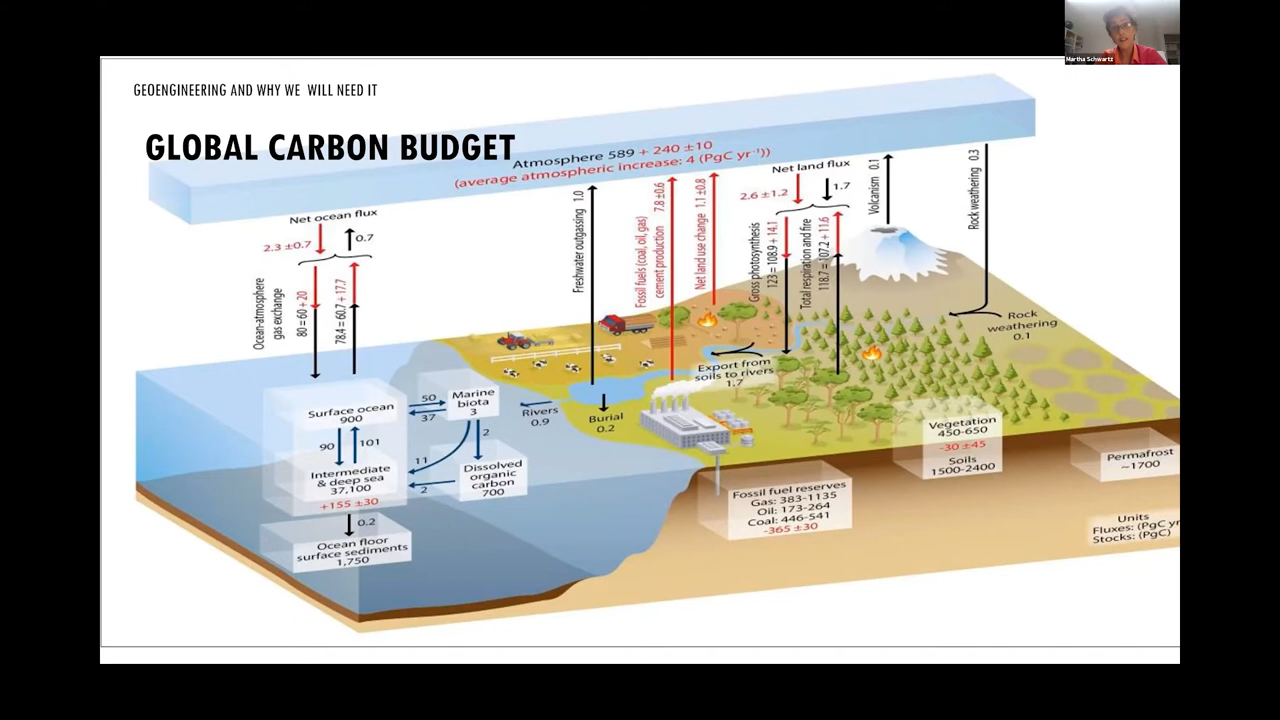 Martha Schwartz
GEOENGINEERING AND WHY WE WILL NEED IT
GLOBAL CARBON BUDGET
Atmosphere 589 + 240 ±10
(average atmospheric increase: 4 (PgC yr⁻¹))
Net ocean flux
2.3 ±0.7
0.7
Ocean-atmosphere
gas exchange
80 = 60 + 20
78.4 = 60.7 + 17.7
Freshwater outgassing 1.0
Fossil fuels (coal, oil, gas)
cement production 7.8 ±0.6
Net land use change 1.1 ±0.8
Net land flux
2.6 ±1.2
1.7
Gross photosynthesis
123 = 108.9 + 14.1
Total respiration and fire
118.7 = 107.2 + 11.6
Volcanism 0.1
Rock weathering 0.3
Rock
weathering
0.1
Export from
soils to rivers
1.7
Rivers
0.9
Burial
0.2
Surface ocean
900
50
37
Marine
biota
3
90
101
2
11
2
Intermediate
& deep sea
37,100
+155 ±30
Dissolved
organic
carbon
700
0.2
Ocean floor
surface sediments
1,750
Fossil fuel reserves
Gas: 383-1135
Oil: 173-264
Coal: 446-541
-365 ±30
Vegetation
450-650
-30 ±45
Soils
1500-2400
Permafrost
~1700
Units
Fluxes: (PgC yr
Stocks: (PgC)